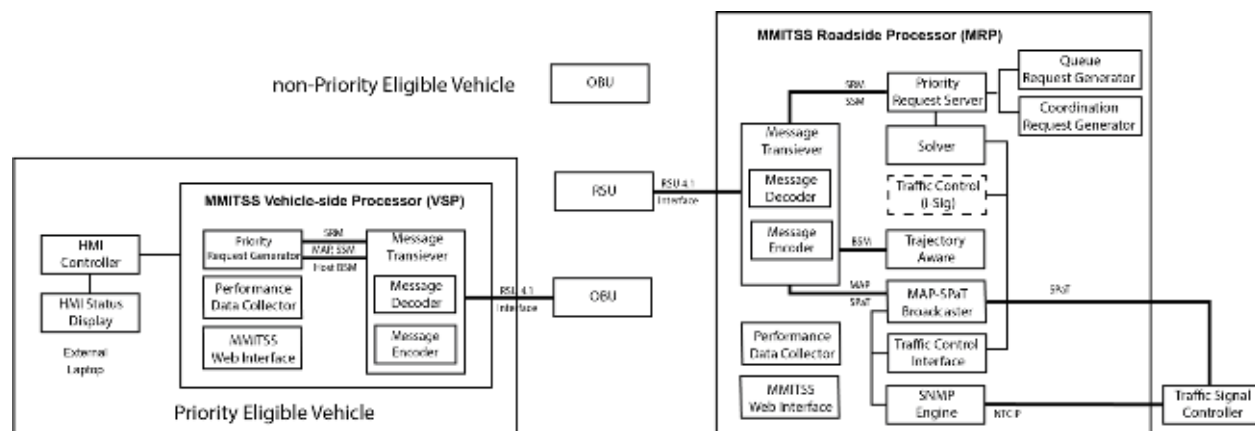 MMITSS Roadside Processor (MRP)
non-Priority Eligible Vehicle
OBU
Queue
Request Generator
Priority
Request Server
SRM
SSM
Coordination
Request Generator
Message
Transiever
Solver
Message
Decoder
RSU
RSU 4.1
Interface
Traffic Control
(I-Sig)
Message
Encoder
BSM
Trajectory
Aware
MAP
SPaT
MAP-SPaT
Broadcaster
SPaT
Performance
Data Collector
Traffic Control
Interface
MMITSS
Web Interface
SNMP
Engine
NTCIP
Traffic Signal
Controller
MMITSS Vehicle-side Processor (VSP)
HMI
Controller
Priority
Request Generator
SRM
MAP, SSM
Host BSM
Message
Transiever
HMI Status
Display
Performance
Data Collector
Message
Decoder
RSU 4.1
Interface
OBU
External
Laptop
MMITSS
Web Interface
Message
Encoder
Priority Eligible Vehicle